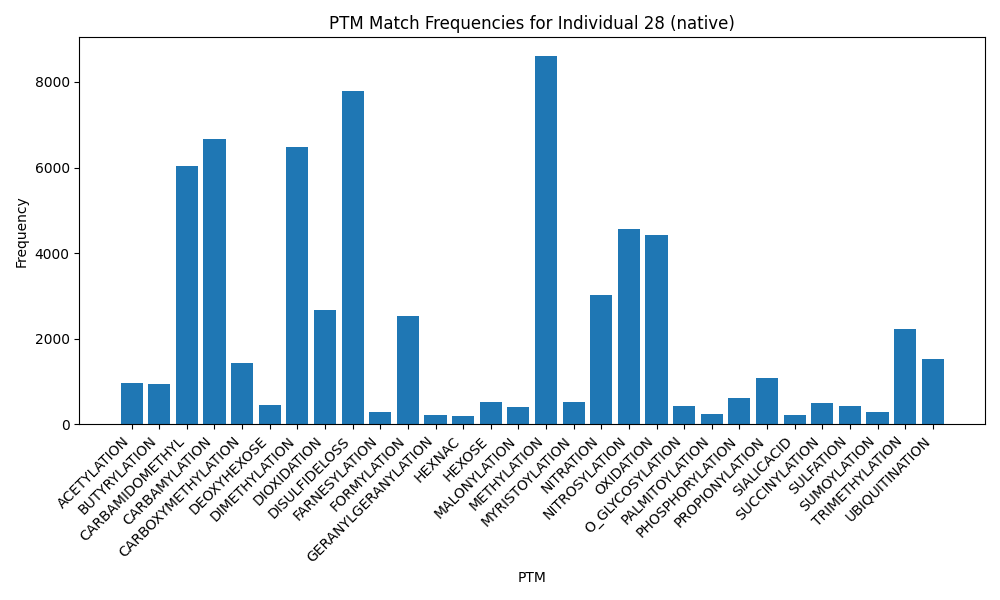 PTM Match Frequencies for Individual 28 (native)
Frequency
8000
6000
4000
2000
0
ACETYLATION
BUTYRYLATION
CARBAMIDOMETHYL
CARBAMYLATION
CARBOXYMETHYLATION
DEOXYHEXOSE
DIMETHYLATION
DIOXIDATION
DISULFIDELOSS
FARNESYLATION
FORMYLATION
GERANYLGERANYLATION
HEXNAC
HEXOSE
MALONYLATION
METHYLATION
MYRISTOYLATION
NITRATION
NITROSYLATION
OXIDATION
O_GLYCOSYLATION
PALMITOYLATION
PHOSPHORYLATION
PROPIONYLATION
SIALICACID
SUCCINYLATION
SULFATION
SUMOYLATION
TRIMETHYLATION
UBIQUITINATION
PTM